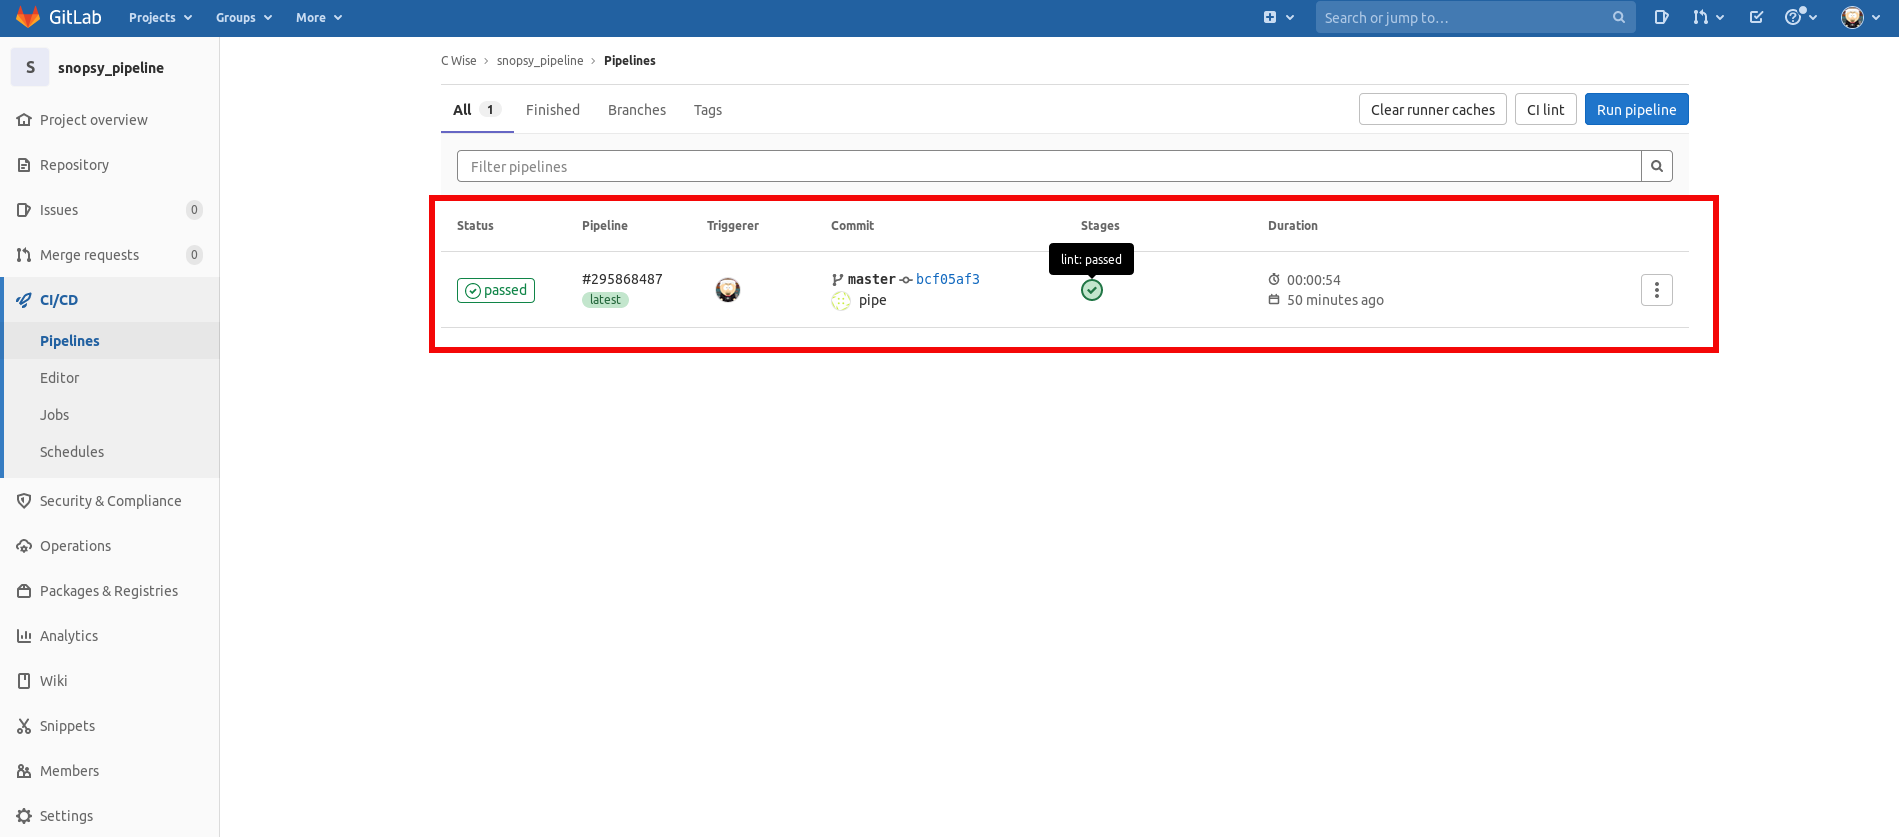 GitLab Projects Groups More Search or jump to…
S snopsy_pipeline
Project overview
Repository
Issues 0
Merge requests 0
CI/CD
Pipelines
Editor
Jobs
Schedules
Security & Compliance
Operations
Packages & Registries
Analytics
Wiki
Snippets
Members
Settings
C Wise › snopsy_pipeline › Pipelines
All 1 Finished Branches Tags Clear runner caches CI lint Run pipeline
Filter pipelines
Status Pipeline Triggerer Commit Stages Duration
lint: passed
passed #295868487 master bcf05af3 00:00:54
latest pipe 50 minutes ago